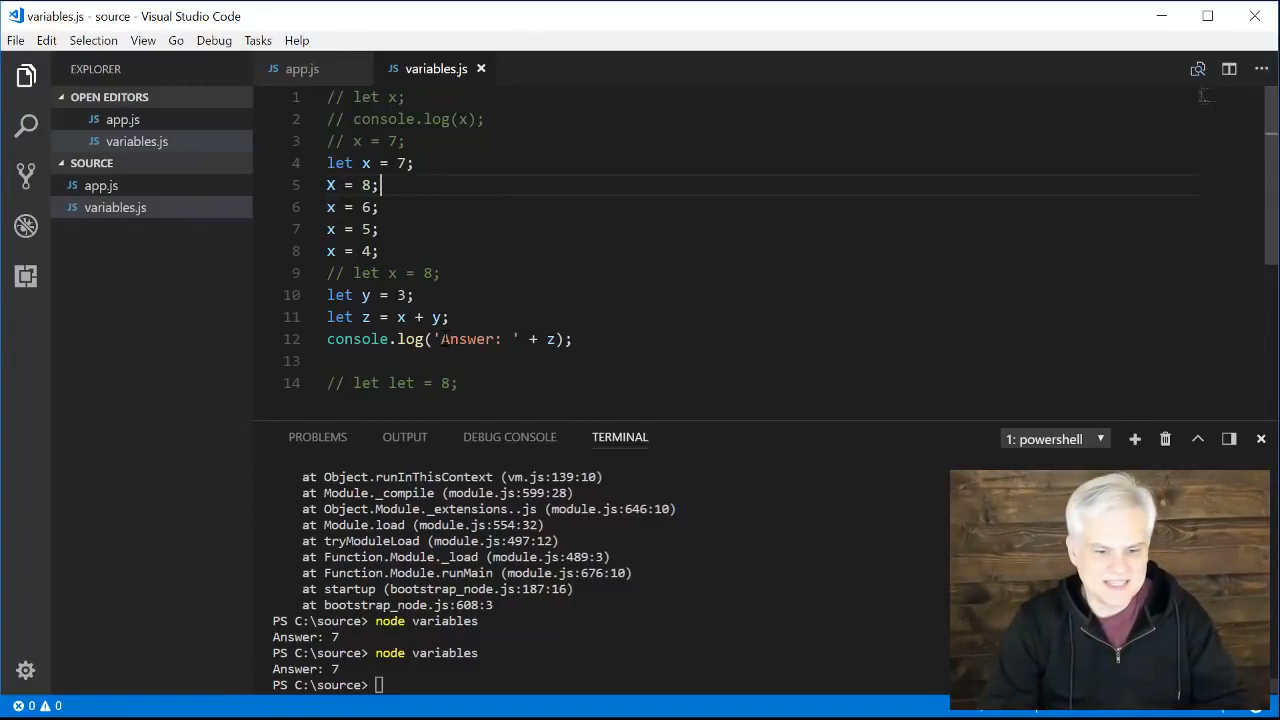 variables.js - source - Visual Studio Code
File Edit Selection View Go Debug Tasks Help
EXPLORER
app.js variables.js
OPEN EDITORS
app.js
variables.js
SOURCE
app.js
variables.js
1 // let x;
2 // console.log(x);
3 // x = 7;
4 let x = 7;
5 X = 8;
6 x = 6;
7 x = 5;
8 x = 4;
9 // let x = 8;
10 let y = 3;
11 let z = x + y;
12 console.log('Answer: ' + z);
13
14 // let let = 8;
PROBLEMS OUTPUT DEBUG CONSOLE TERMINAL 1: powershell
at Object.runInThisContext (vm.js:139:10)
at Module._compile (module.js:599:28)
at Object.Module._extensions..js (module.js:646:10)
at Module.load (module.js:554:32)
at tryModuleLoad (module.js:497:12)
at Function.Module._load (module.js:489:3)
at Function.Module.runMain (module.js:676:10)
at startup (bootstrap_node.js:187:16)
at bootstrap_node.js:608:3
PS C:\source> node variables
Answer: 7
PS C:\source> node variables
Answer: 7
PS C:\source>
0 0